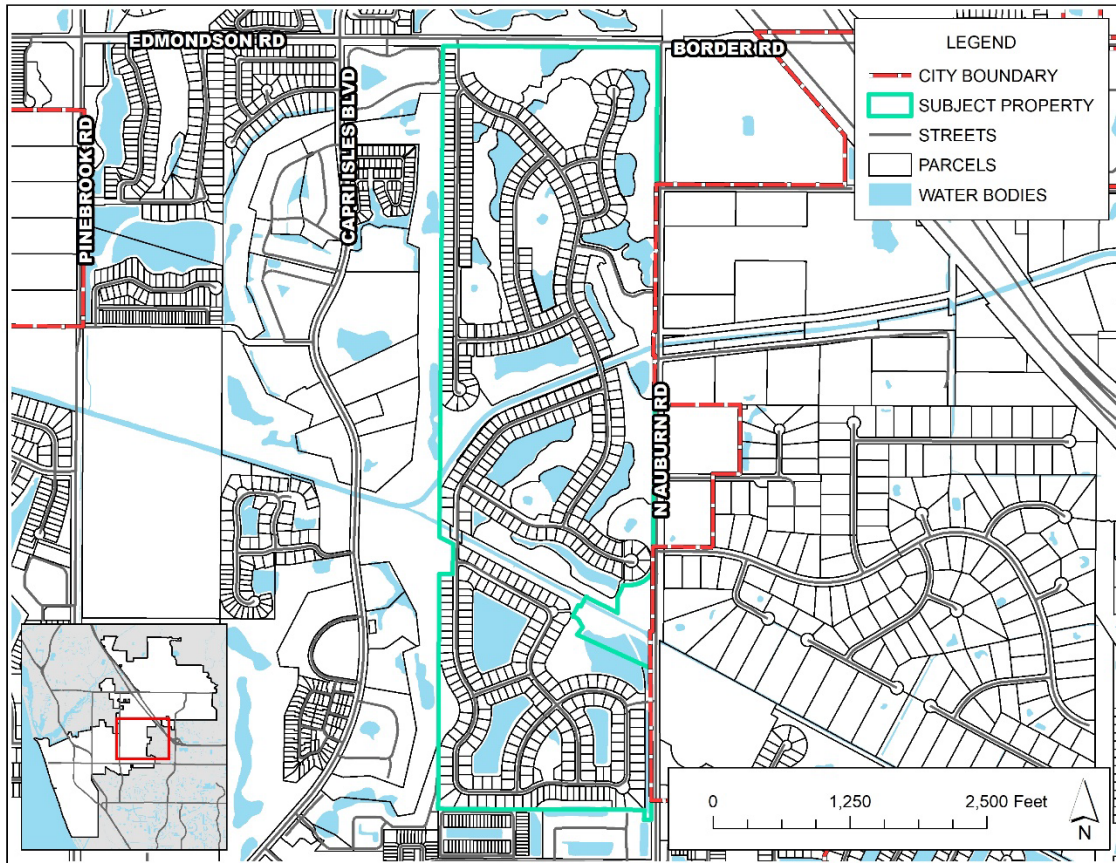 EDMONDSON RD
BORDER RD
PINEBROOK RD
CAPRI ISLES BLVD
N AUBURN RD
LEGEND
CITY BOUNDARY
SUBJECT PROPERTY
STREETS
PARCELS
WATER BODIES
0 1,250 2,500 Feet
N